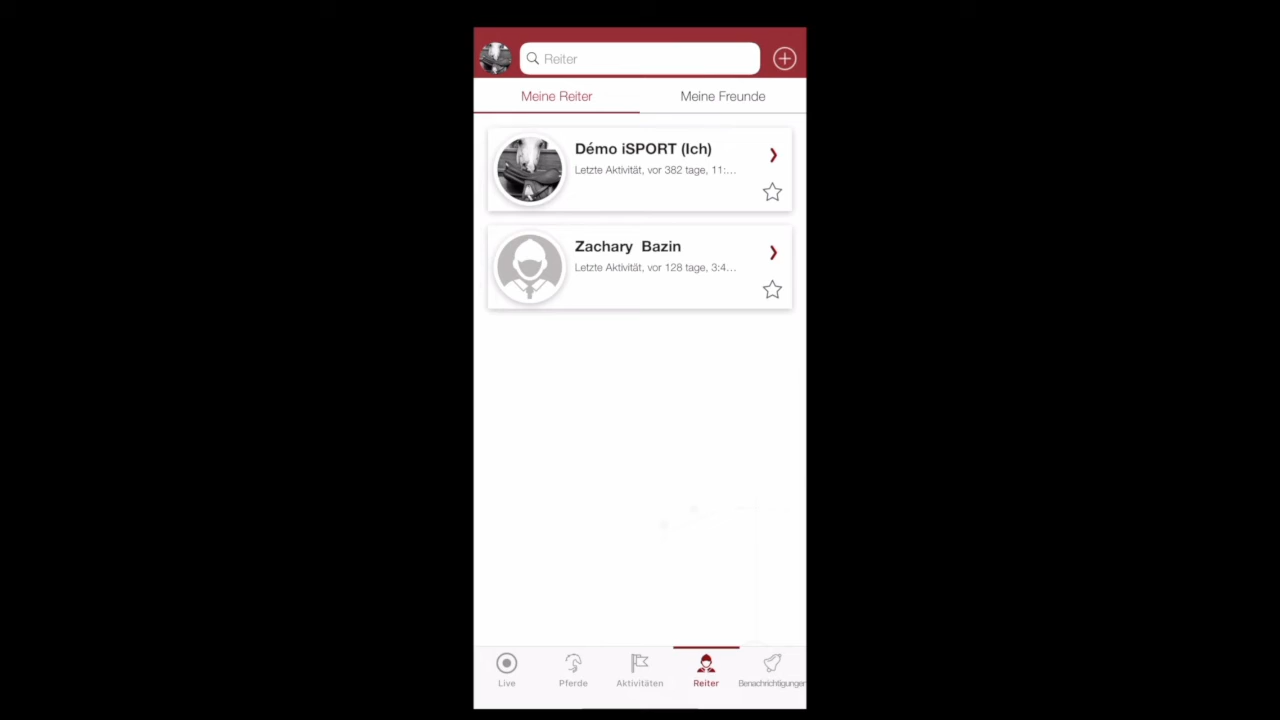 Reiter
Meine Reiter
Meine Freunde
Démo iSPORT (Ich)
Letzte Aktivität, vor 382 tage, 11:...
Zachary Bazin
Letzte Aktivität, vor 128 tage, 3:4...
Live
Pferde
Aktivitäten
Reiter
Benachrichtigungen